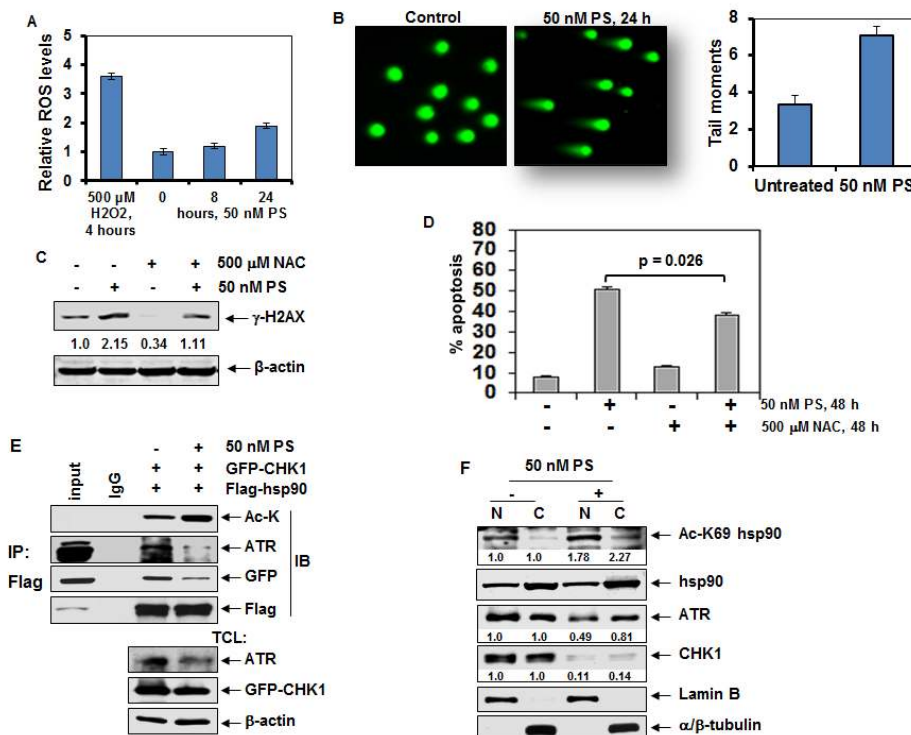 A
Relative ROS levels
5
4
3
2
1
0
500 µM
H2O2,
4 hours
0 8 24
hours, 50 nM PS
B
Control
50 nM PS, 24 h
Tail moments
8
6
4
2
0
Untreated 50 nM PS
C
- - + + 500 µM NAC
- + - + 50 nM PS
γ-H2AX
1.0 2.15 0.34 1.11
β-actin
D
% apoptosis
80
70
60
50
40
30
20
10
0
p = 0.026
- + - + 50 nM PS, 48 h
- - + + 500 µM NAC, 48 h
E
input
IgG
- + 50 nM PS
+ + GFP-CHK1
+ + Flag-hsp90
IP:
Flag
Ac-K
ATR
GFP
Flag
IB
TCL:
ATR
GFP-CHK1
β-actin
F
50 nM PS
- +
N C N C
Ac-K69 hsp90
1.0 1.0 1.78 2.27
hsp90
ATR
1.0 1.0 0.49 0.81
CHK1
1.0 1.0 0.11 0.14
Lamin B
α/β-tubulin